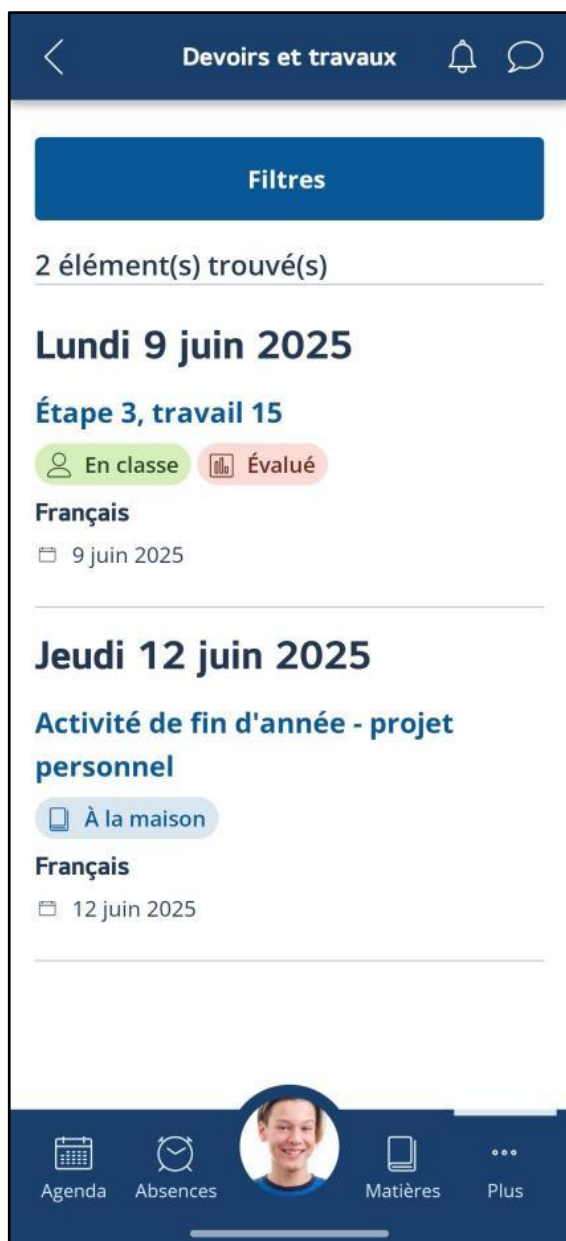 Devoirs et travaux
Filtres
2 élément(s) trouvé(s)
Lundi 9 juin 2025
Étape 3, travail 15
En classe Évalué
Français
9 juin 2025
Jeudi 12 juin 2025
Activité de fin d'année - projet
personnel
À la maison
Français
12 juin 2025
Agenda Absences Matières Plus